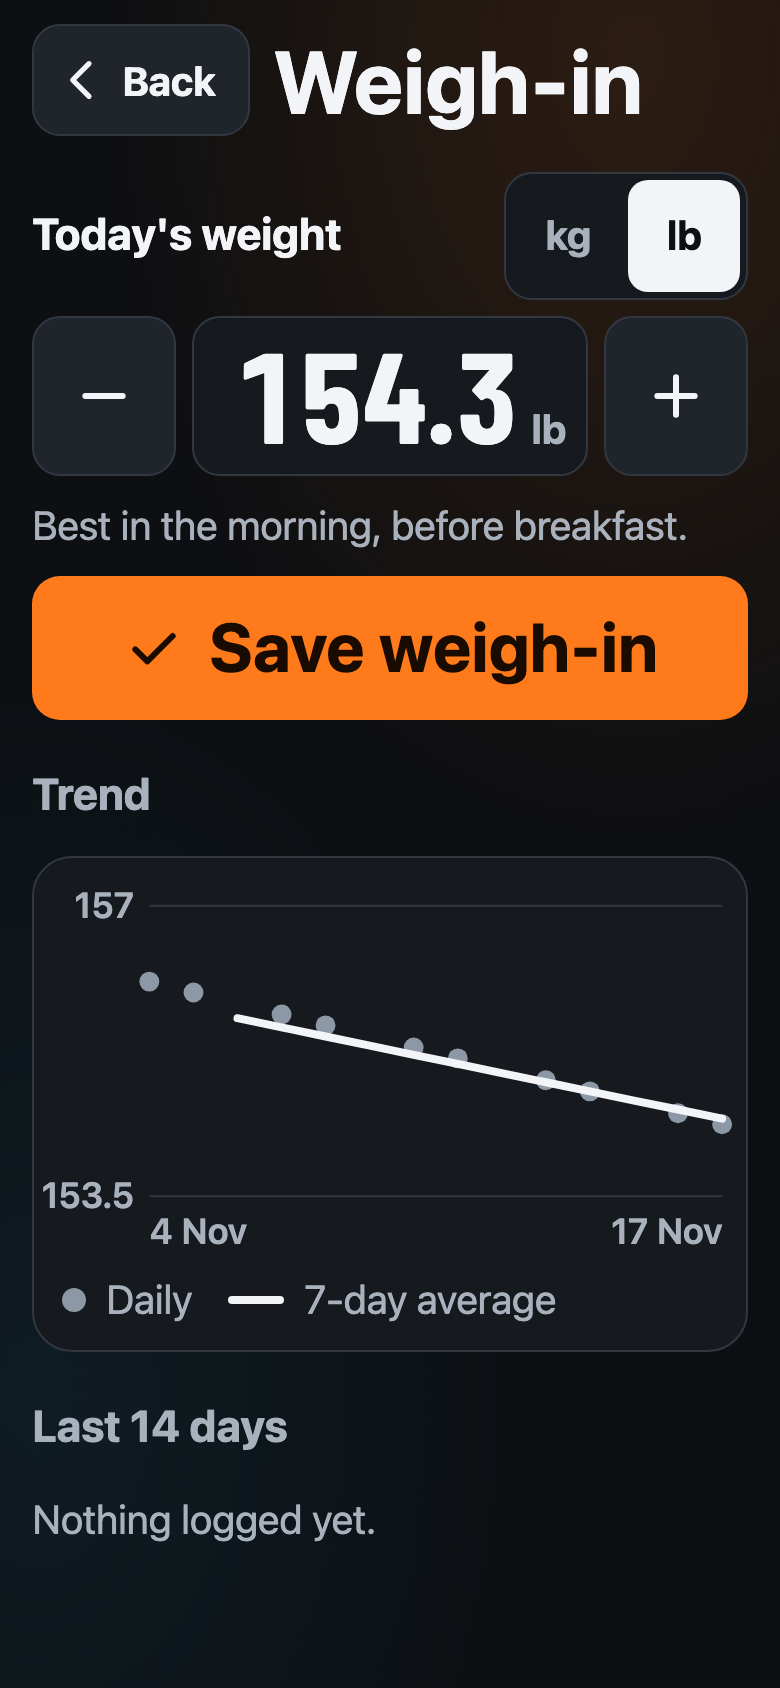 Back
Weigh-in
Today's weight
kg
lb
154.3 lb
Best in the morning, before breakfast.
Save weigh-in
Trend
157
153.5
4 Nov
17 Nov
Daily
7-day average
Last 14 days
Nothing logged yet.